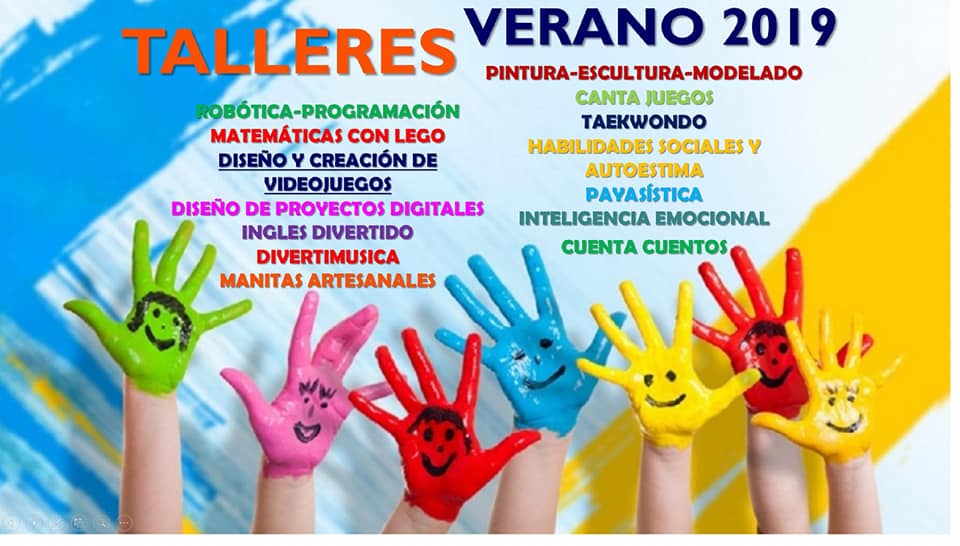 TALLERES VERANO 2019
ROBÓTICA-PROGRAMACIÓN
MATEMÁTICAS CON LEGO
DISEÑO Y CREACIÓN DE
VIDEOJUEGOS
DISEÑO DE PROYECTOS DIGITALES
INGLES DIVERTIDO
DIVERTIMUSICA
MANITAS ARTESANALES
PINTURA-ESCULTURA-MODELADO
CANTA JUEGOS
TAEKWONDO
HABILIDADES SOCIALES Y
AUTOESTIMA
PAYASÍSTICA
INTELIGENCIA EMOCIONAL
CUENTA CUENTOS